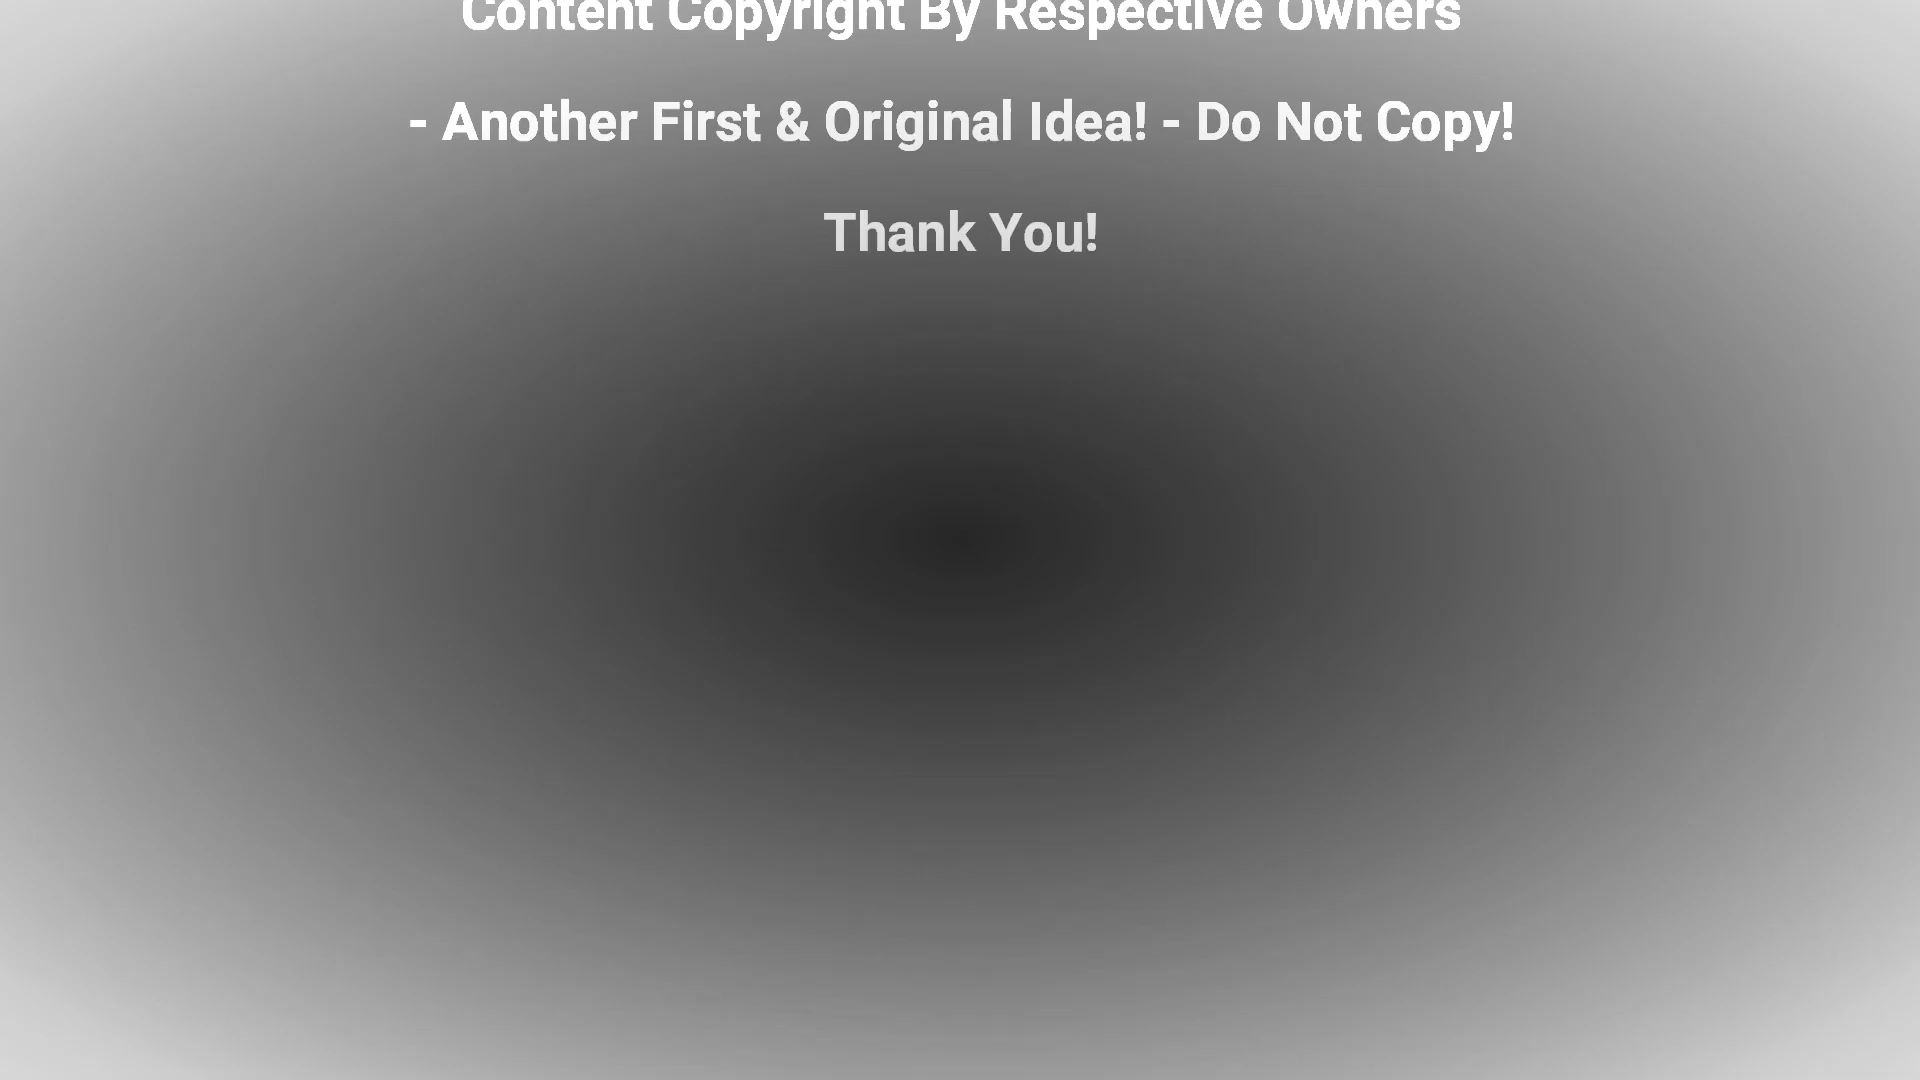 Content Copyright By Respective Owners
- Another First & Original Idea! - Do Not Copy!
Thank You!